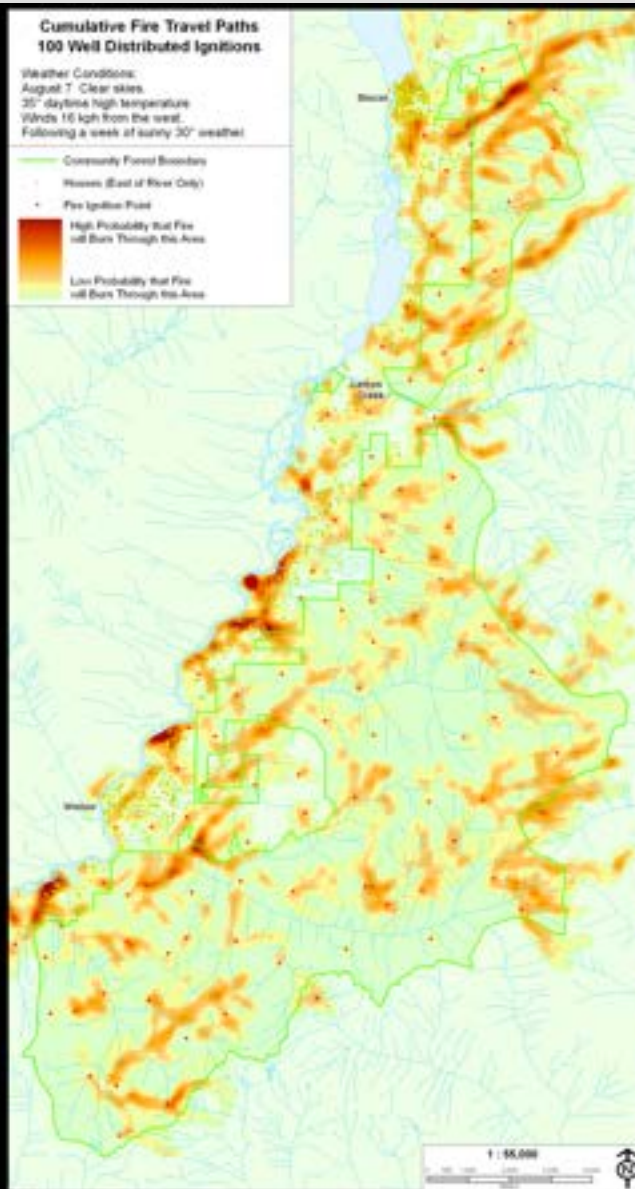 Cumulative Fire Travel Paths
100 Well Distributed Ignitions
Weather Conditions:
August 7. Clear skies.
35° daytime high temperature
Winds 16 kph from the west.
Following a week of sunny 30° weather.
Community Forest Boundary
Houses (East of River Only)
Fire Ignition Point
High Probability that Fire
will Burn Through this Area
Low Probability that Fire
will Burn Through this Area
Creek
1 : 55,000
N